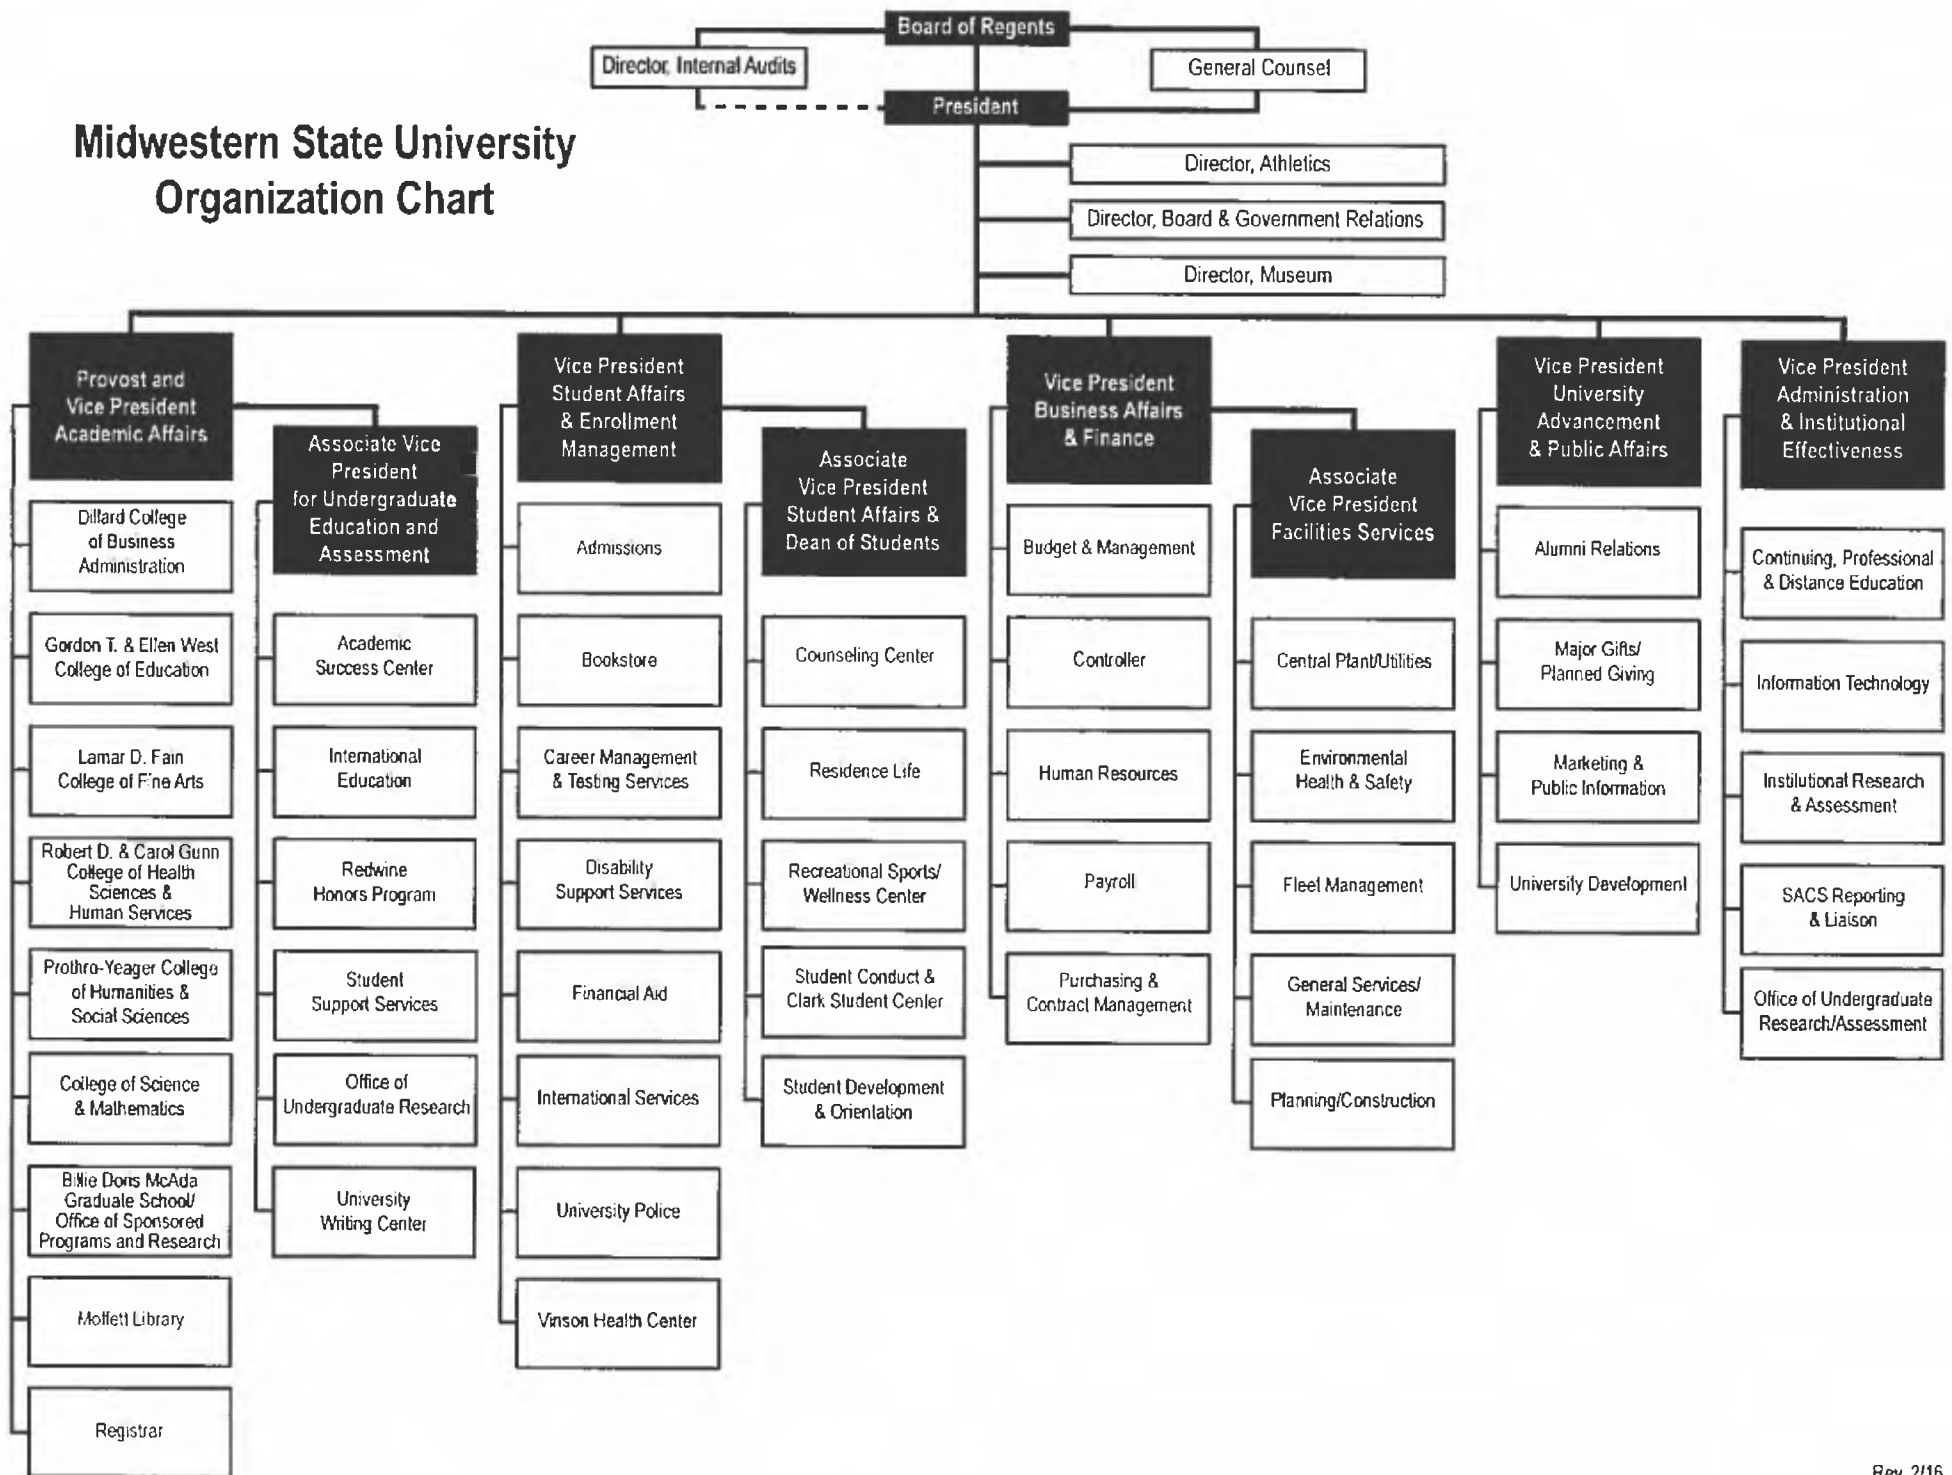 Board of Regents
Director, Internal Audits
General Counsel
President
Midwestern State University
Organization Chart
Director, Athletics
Director, Board & Government Relations
Director, Museum
Provost and
Vice President
Academic Affairs
Dillard College
of Business
Administration
Gordon T. & Ellen West
College of Education
Lamar D. Fain
College of Fine Arts
Robert D. & Carol Gunn
College of Health
Sciences &
Human Services
Prothro-Yeager College
of Humanities &
Social Sciences
College of Science
& Mathematics
Billie Doris McAda
Graduate School/
Office of Sponsored
Programs and Research
Moffett Library
Registrar
Associate Vice
President
for Undergraduate
Education and
Assessment
Academic
Success Center
International
Education
Redwine
Honors Program
Student
Support Services
Office of
Undergraduate Research
University
Writing Center
Vice President
Student Affairs
& Enrollment
Management
Admissions
Bookstore
Career Management
& Testing Services
Disability
Support Services
Financial Aid
International Services
University Police
Vinson Health Center
Associate
Vice President
Student Affairs &
Dean of Students
Counseling Center
Residence Life
Recreational Sports/
Wellness Center
Student Conduct &
Clark Student Center
Student Development
& Orientation
Vice President
Business Affairs
& Finance
Budget & Management
Controller
Human Resources
Payroll
Purchasing &
Contract Management
Associate
Vice President
Facilities Services
Central Plant/Utilities
Environmental
Health & Safety
Fleet Management
General Services/
Maintenance
Planning/Construction
Vice President
University
Advancement
& Public Affairs
Alumni Relations
Major Gifts/
Planned Giving
Marketing &
Public Information
University Development
Vice President
Administration
& Institutional
Effectiveness
Continuing, Professional
& Distance Education
Information Technology
Institutional Research
& Assessment
SACS Reporting
& Liaison
Office of Undergraduate
Research/Assessment
Rev. 2/16